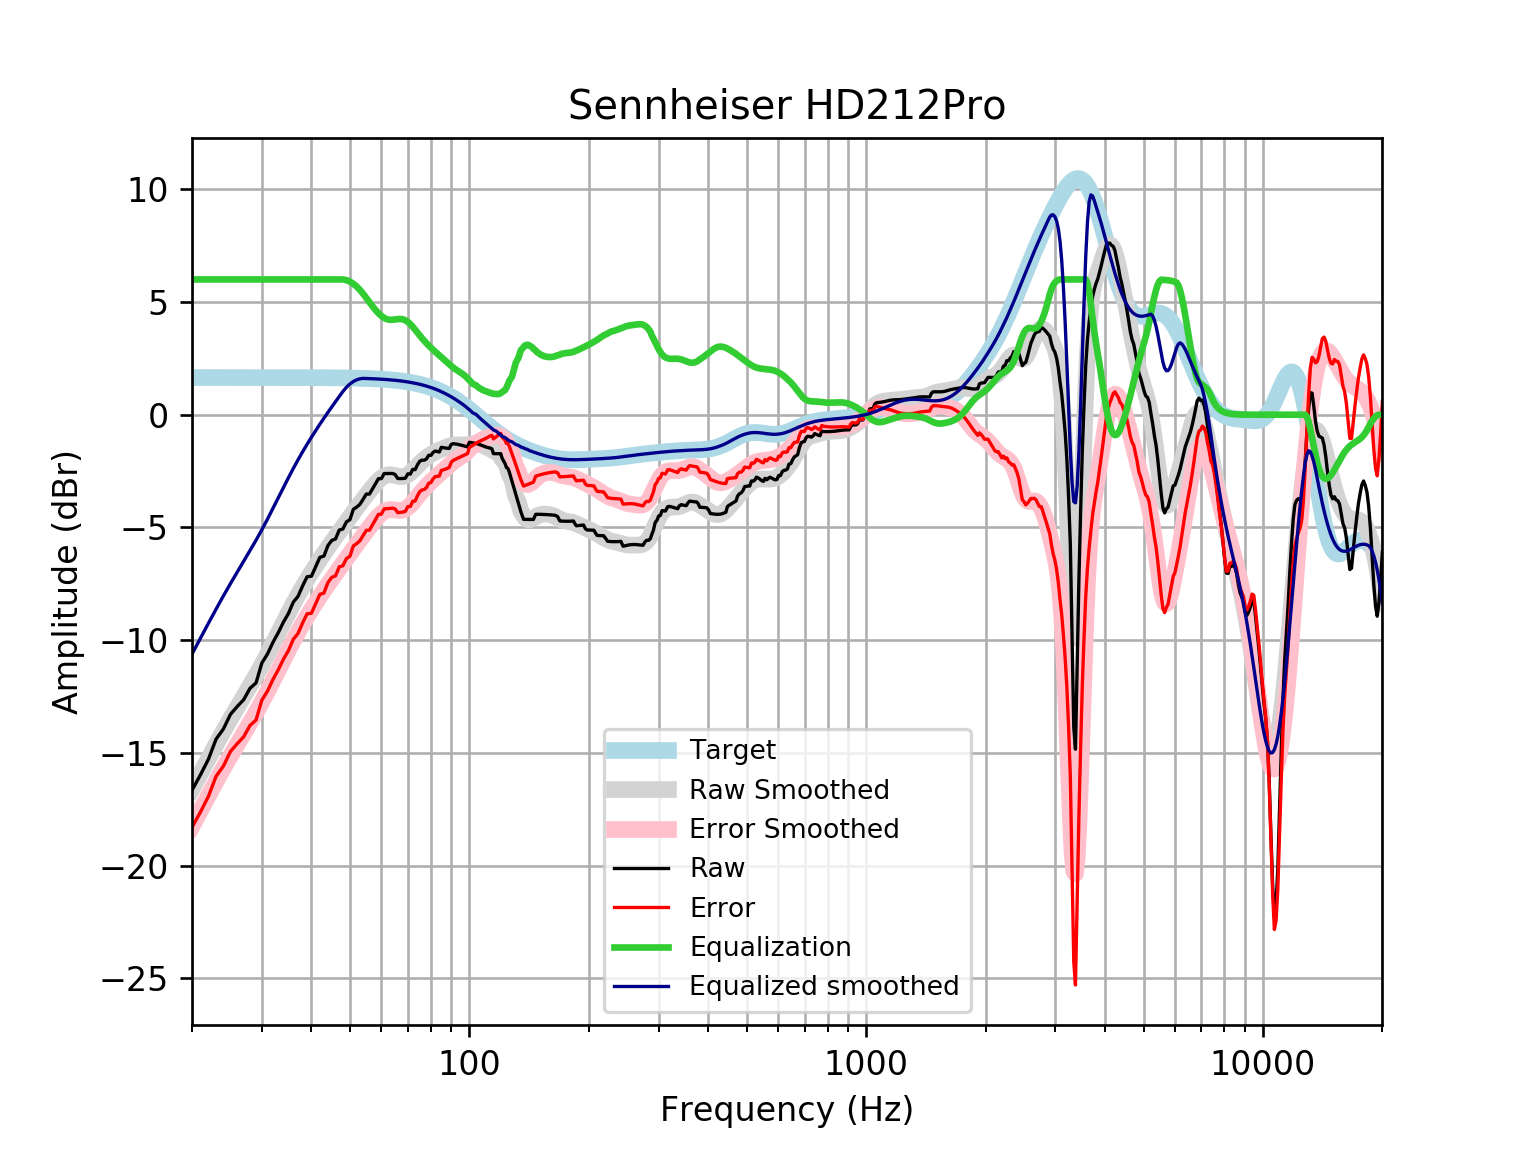 Sennheiser HD212Pro
Amplitude (dBr)
10
5
0
−5
−10
−15
−20
−25
Target
Raw Smoothed
Error Smoothed
Raw
Error
Equalization
Equalized smoothed
100
1000
10000
Frequency (Hz)